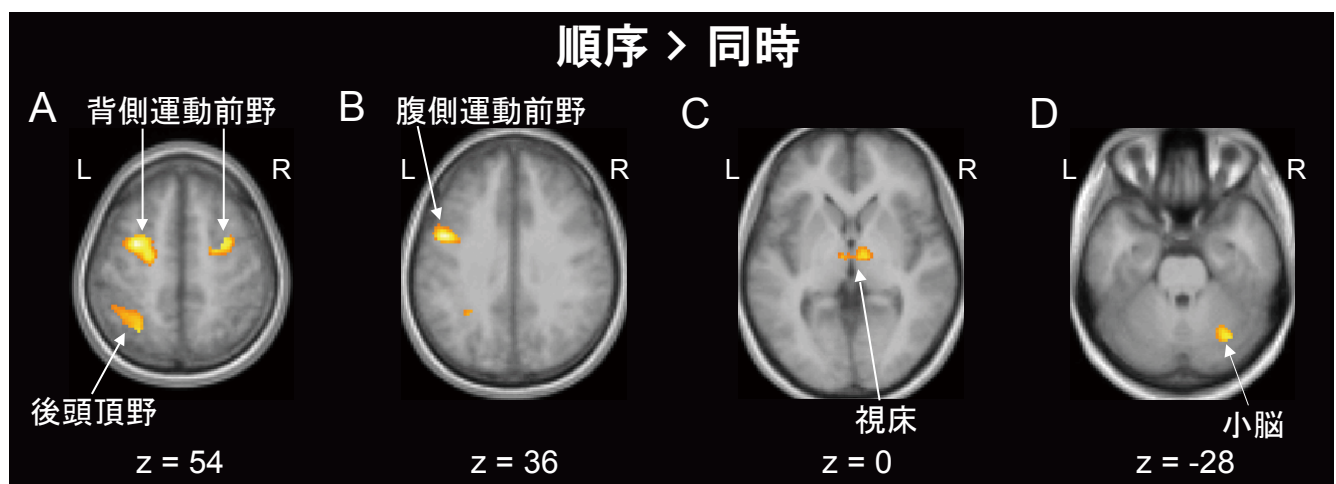 順序 > 同時
A 背側運動前野
B 腹側運動前野
C
D
L R
L R
L R
L R
後頭頂野
視床
小脳
z = 54
z = 36
z = 0
z = -28